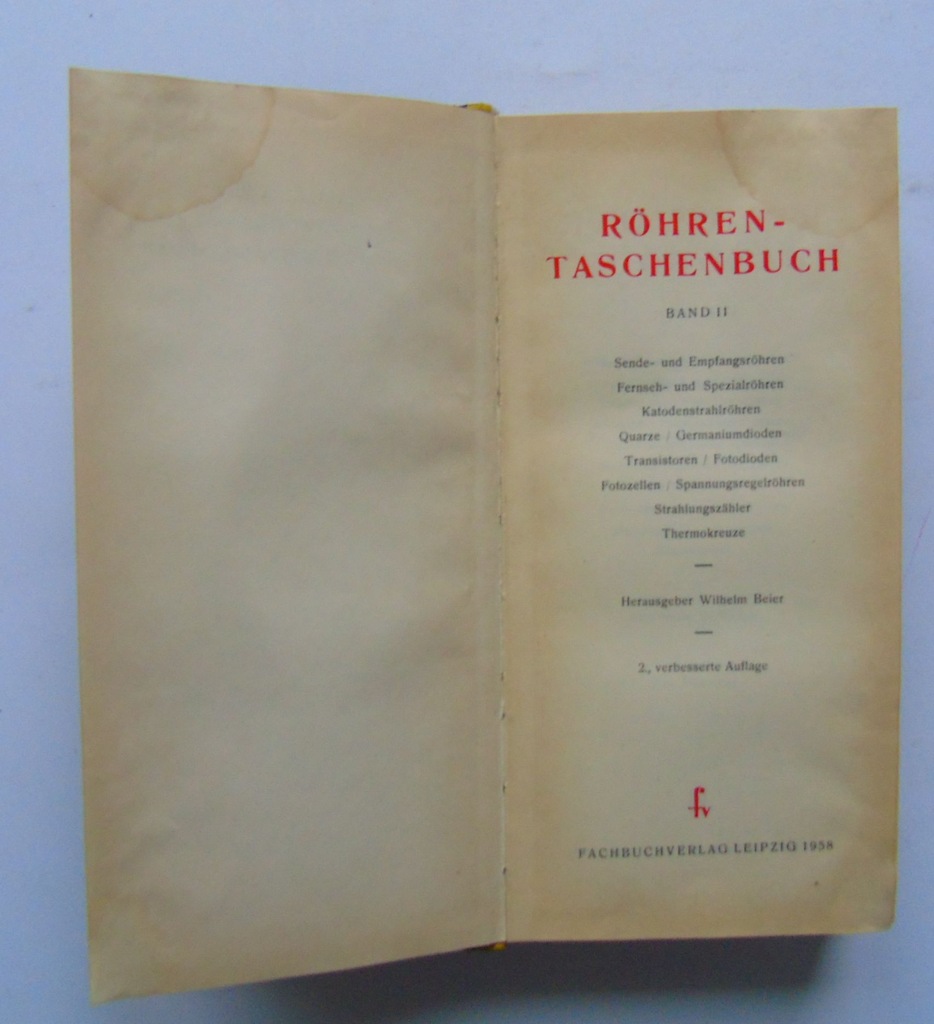 RÖHREN-
TASCHENBUCH
BAND II
Sende- und Empfangsröhren
Fernseh- und Spezialröhren
Katodenstrahlröhren
Quarze / Germaniumdioden
Transistoren / Fotodioden
Fotozellen / Spannungsregelröhren
Strahlungszähler
Thermokreuze
Herausgeber Wilhelm Beier
2., verbesserte Auflage
fv
FACHBUCHVERLAG LEIPZIG 1958